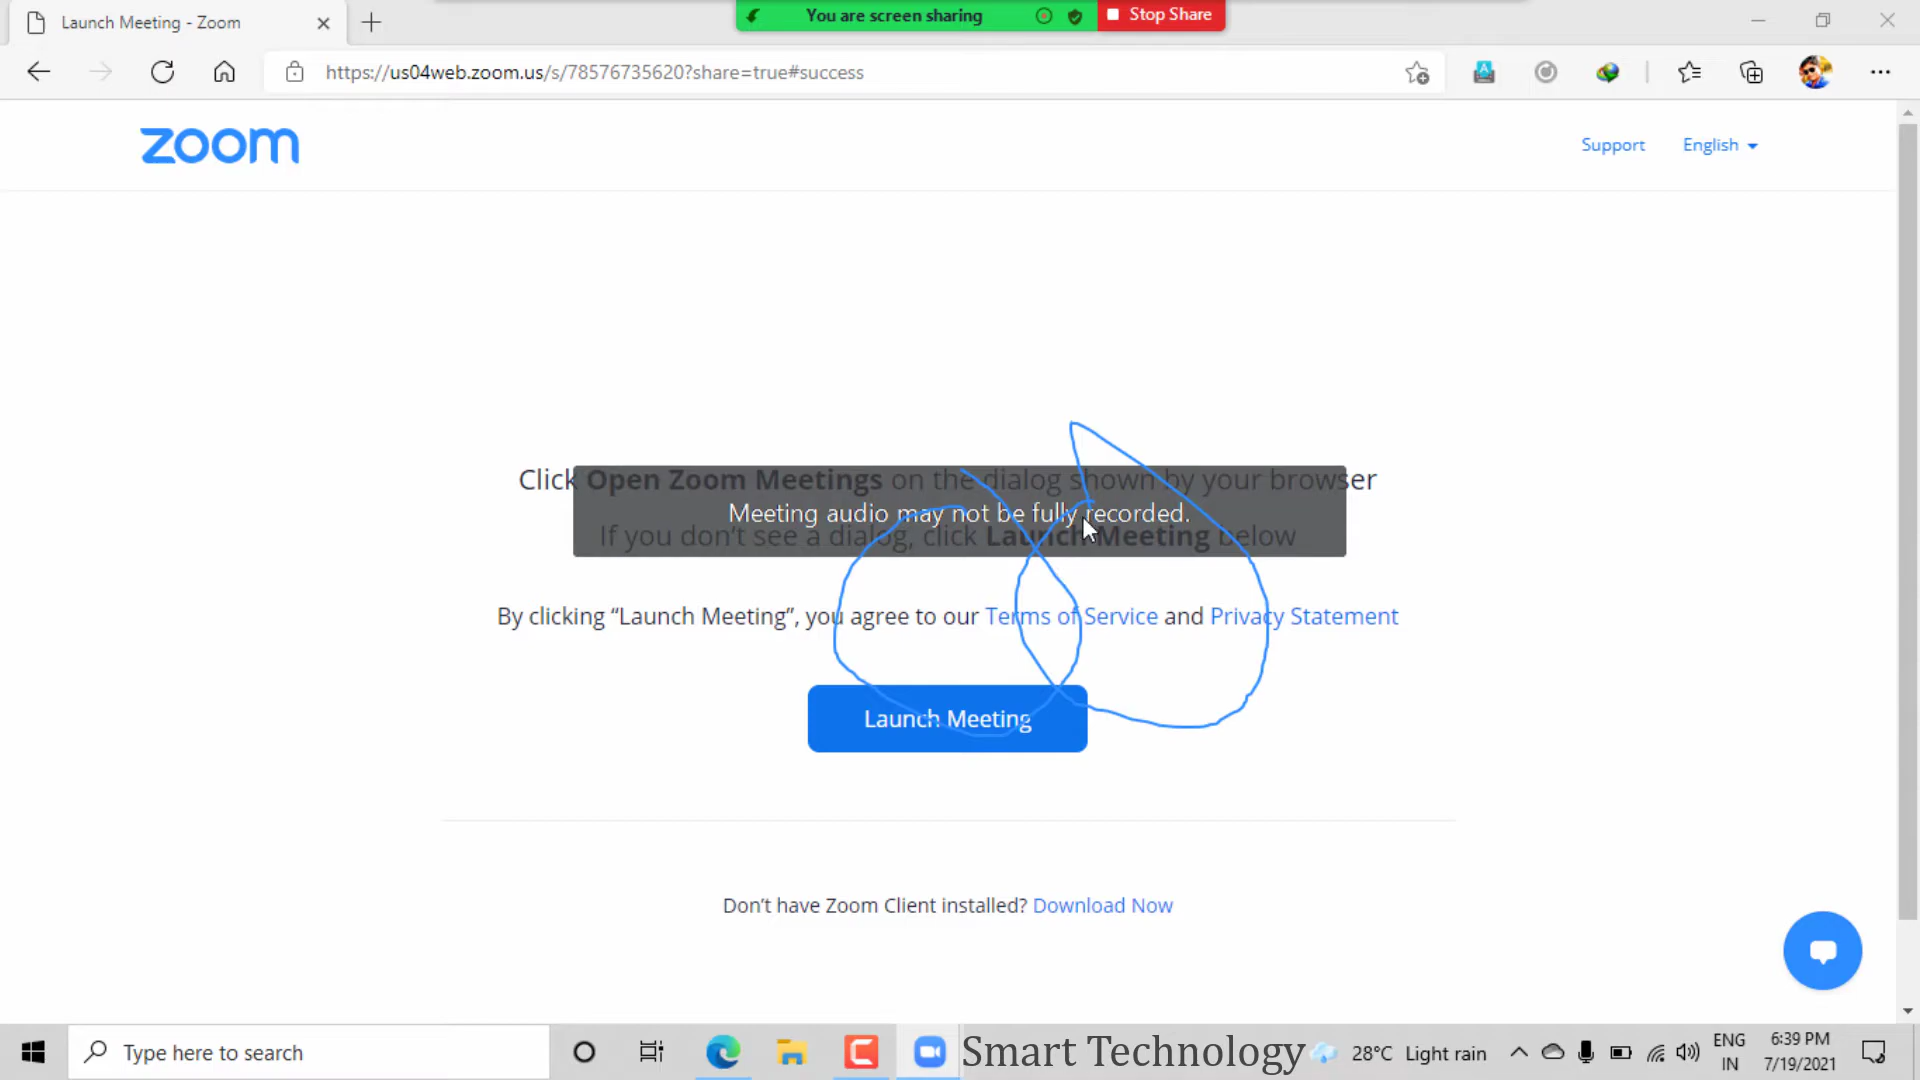 Launch Meeting - Zoom
You are screen sharing
Stop Share
https://us04web.zoom.us/s/78576735620?share=true#success
zoom
Support
English
Click Open Zoom Meetings on the dialog shown by your browser
Meeting audio may not be fully recorded.
If you don't see a dialog, click Launch Meeting below
By clicking “Launch Meeting”, you agree to our Terms of Service and Privacy Statement
Launch Meeting
Don’t have Zoom Client installed? Download Now
Type here to search
Smart Technology
28°C Light rain
ENG
IN
6:39 PM
7/19/2021